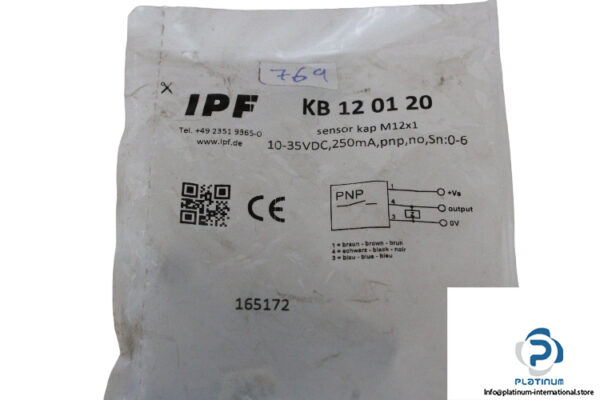 769
x
IPF KB 12 01 20
Tel. +49 2351 9365-0
www.ipf.de
sensor kap M12x1
10-35VDC,250mA,pnp,no,Sn:0-6
CE
PNP
1
+Vs
4
output
Z
3
0V
1 = braun - brown - brun
4 = schwarz - black - noir
3 = blau - blue - bleu
165172
P
PLATINUM
info@platinum-international.store